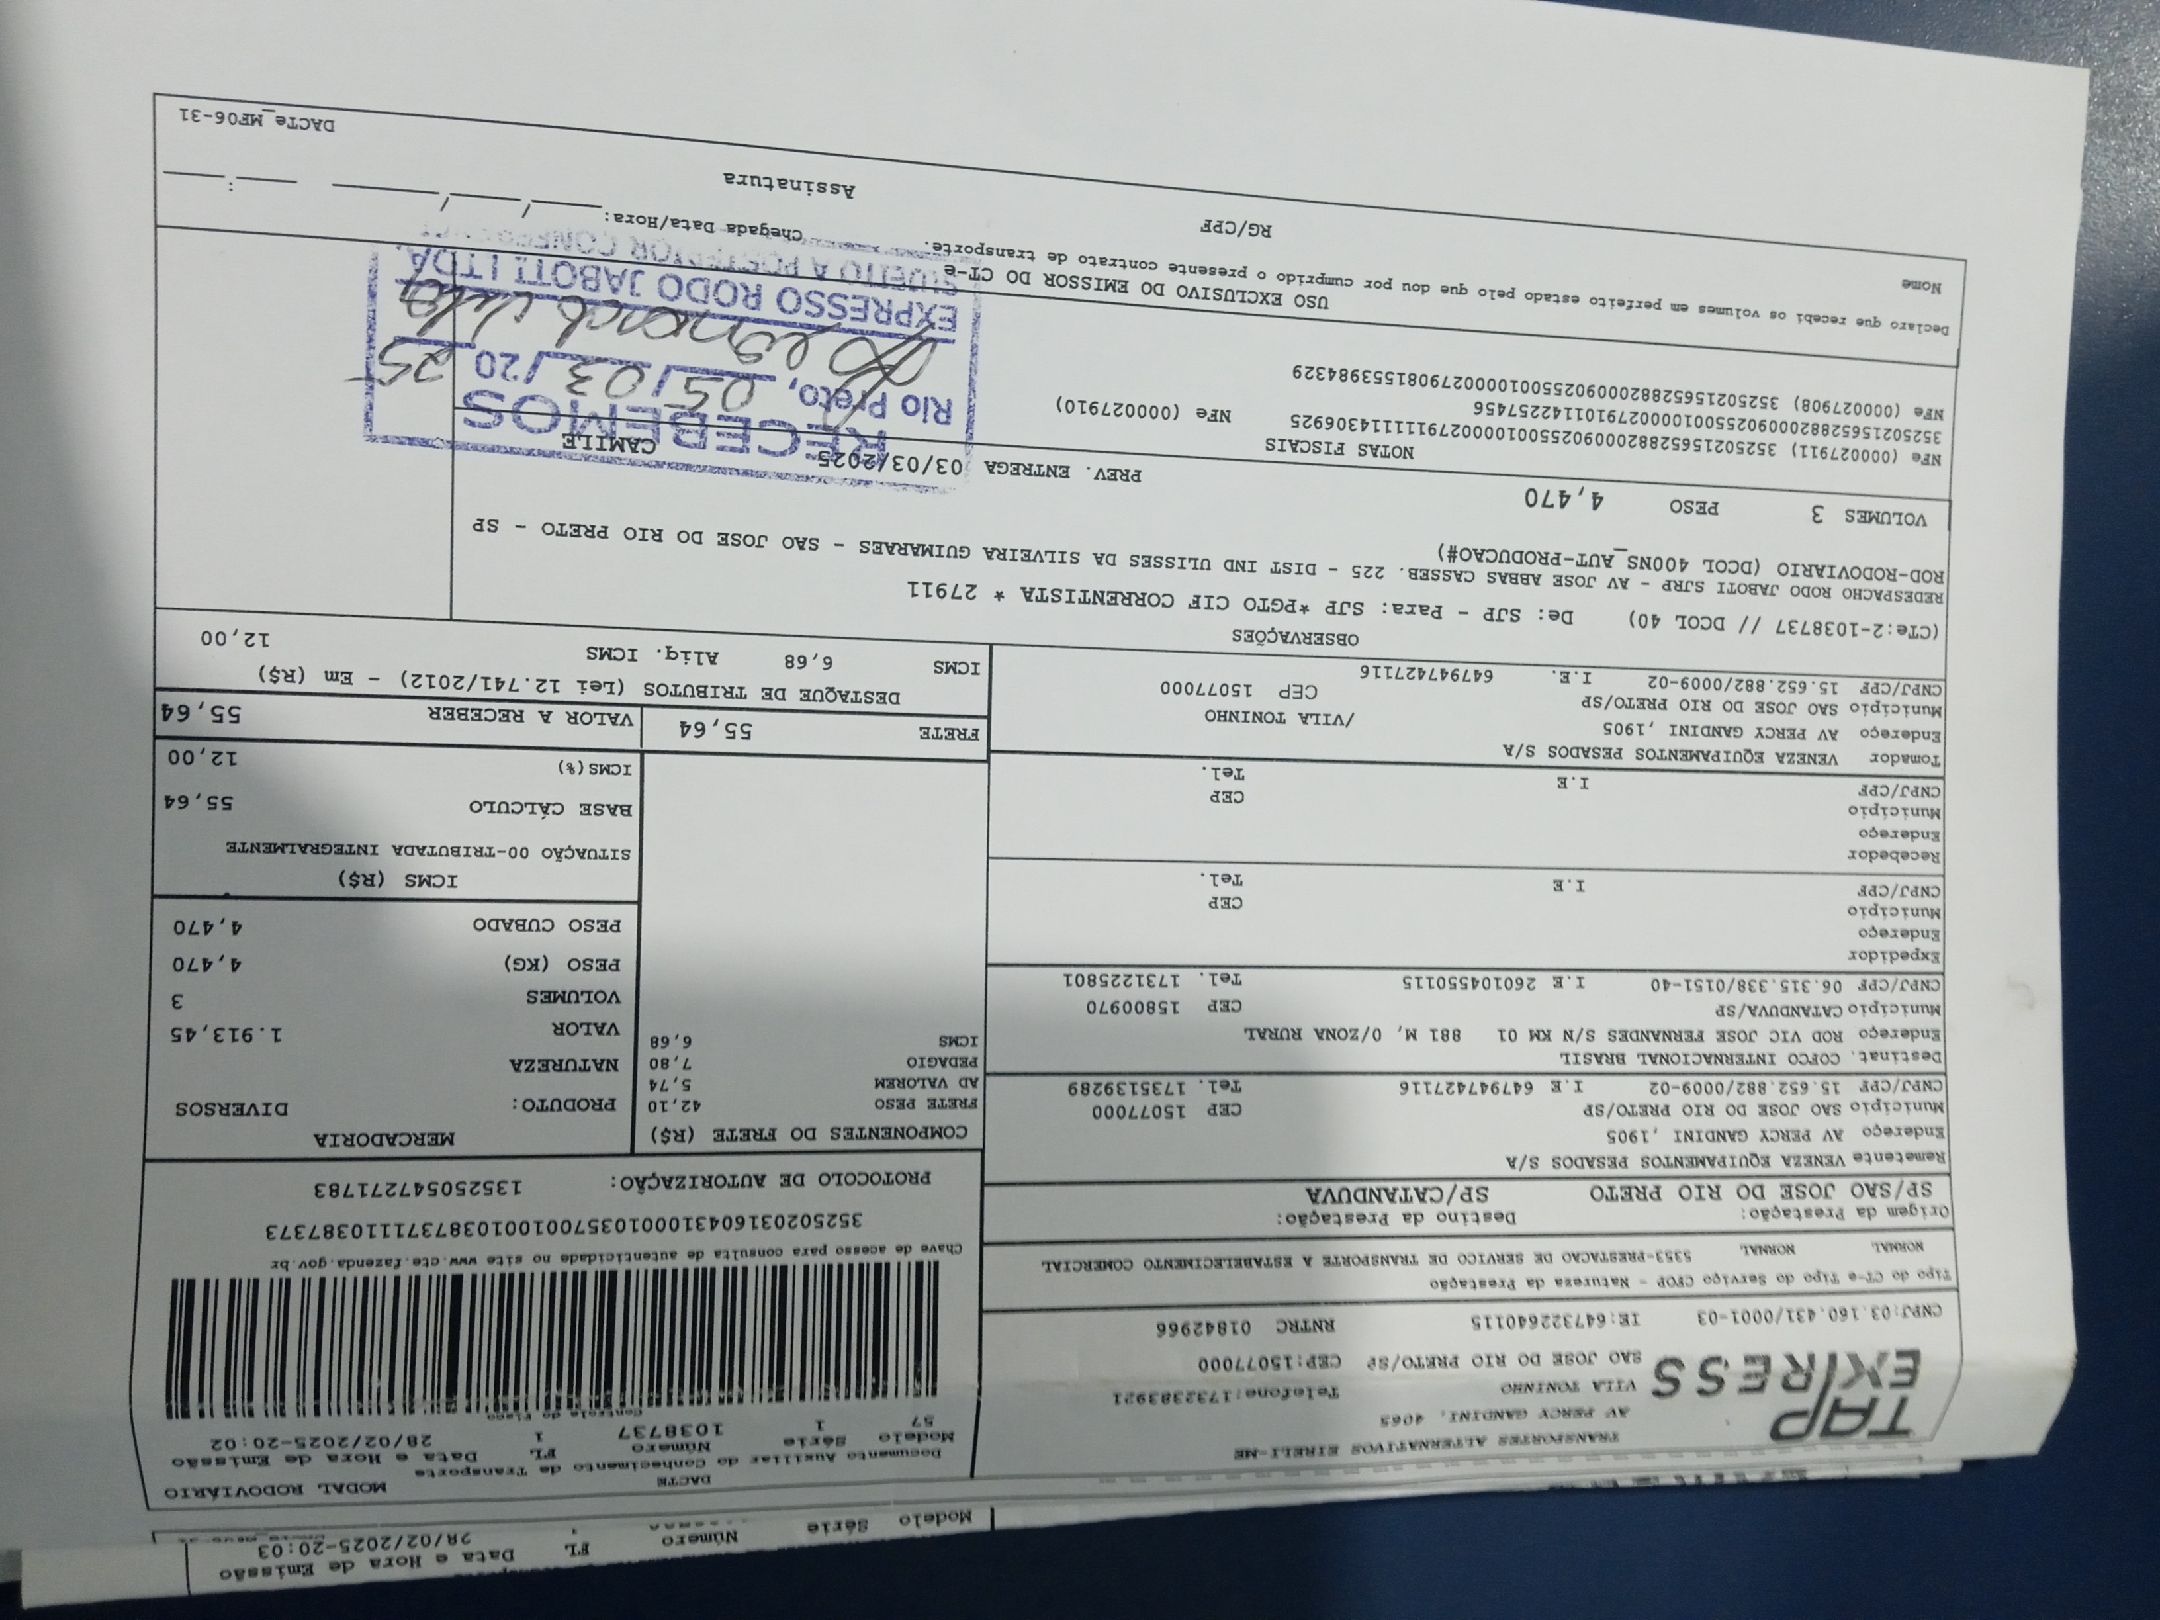 Data e Hora de Emissão
Modelo Série Número FL 28/02/2025-20:03
DACTE MODAL RODOVIÁRIO
Documento Auxiliar do Conhecimento de Transporte
Modelo Série Número FL Data e Hora de Emissão
57 1 1038737 1 28/02/2025-20:02
Controle do Fisco
TAP EXPRESS
TRANSPORTES ALTERNATIVOS EIRELI-ME
AV PERCY GANDINI, 4065
VILA TONINHO Telefone:1732383921
SAO JOSE DO RIO PRETO/SP CEP:15077000
CNPJ:03.160.431/0001-03 IE:647322640115 RNTRC 01842966
Chave de acesso para consulta de autenticidade no site www.cte.fazenda.gov.br
352502031604310001035700100103873711110387373
PROTOCOLO DE AUTORIZAÇÃO: 135250547271783
Tipo do CT-e Tipo do Serviço CFOP - Natureza da Prestação
NORMAL NORMAL 5353-PRESTACAO DE SERVICO DE TRANSPORTE A ESTABELECIMENTO COMERCIAL
Origem da Prestação: Destino da Prestação:
SP/SAO JOSE DO RIO PRETO SP/CATANDUVA
Remetente VENEZA EQUIPAMENTOS PESADOS S/A
Endereço AV PERCY GANDINI ,1905
Município SAO JOSE DO RIO PRETO/SP CEP 15077000
CNPJ/CPF 15.652.882/0009-02 I.E 647947427116 Tel. 1735139289
Destinat. COFCO INTERNACIONAL BRASIL
Endereço ROD VIC JOSE FERNANDES S/N KM 01 881 M, 0/ZONA RURAL
Município CATANDUVA/SP CEP 15800970
CNPJ/CPF 06.315.338/0151-40 I.E 260104550115 Tel. 1731225801
Expedidor
Endereço
Município CEP
CNPJ/CPF I.E Tel.
Recebedor
Endereço
Município CEP
CNPJ/CPF I.E Tel.
Tomador VENEZA EQUIPAMENTOS PESADOS S/A
Endereço AV PERCY GANDINI ,1905 /VILA TONINHO
Município SAO JOSE DO RIO PRETO/SP CEP 15077000
CNPJ/CPF 15.652.882/0009-02 I.E. 647947427116
COMPONENTES DO FRETE (R$)
FRETE PESO 42,10
AD VALOREM 5,74
PEDAGIO 7,80
ICMS 6,68
MERCADORIA
PRODUTO: DIVERSOS
NATUREZA
VALOR 1.913,45
VOLUMES 3
PESO (KG) 4,470
PESO CUBADO 4,470
ICMS (R$)
SITUAÇÃO 00-TRIBUTADA INTEGRALMENTE
BASE CÁLCULO 55,64
ICMS(%) 12,00
FRETE 55,64 VALOR A RECEBER 55,64
DESTAQUE DE TRIBUTOS (Lei 12.741/2012) - Em (R$)
ICMS 6,68 Aliq. ICMS 12,00
OBSERVAÇÕES
(CTe:2-1038737 // DCOL 40) De: SJP - Para: SJP *PGTO CIF CORRENTISTA * 27911
REDESPACHO RODO JABOTI SJRP - AV JOSE ABBAS CASSEB. 225 - DIST IND ULISSES DA SILVEIRA GUIMARAES - SAO JOSE DO RIO PRETO - SP
ROD-RODOVIARIO (DCOL 400NS_AUT-PRODUCAO#)
VOLUMES 3 PESO 4,470 PREV. ENTREGA 03/03/2025 CAMILE
NOTAS FISCAIS
NFe (000027911) 35250215652882000902550010000279111111430 6925 NFe (000027910)
35250215652882000902550010000279101142257456
NFe (000027908) 35250215652882000902550010000279081553984329
RECEBEMOS
Rio Preto, 05/03/2025
EXPRESSO RODO JABOTI LTDA.
SUJEITO A POSTERIOR
USO EXCLUSIVO DO EMISSOR DO CT-e
Declaro que recebi os volumes em perfeito estado pelo que dou por cumprido o presente contrato de transporte. Chegada Data/Hora: ____/____/____ ____:____
Nome RG/CPF Assinatura
DACTe_MF06-31